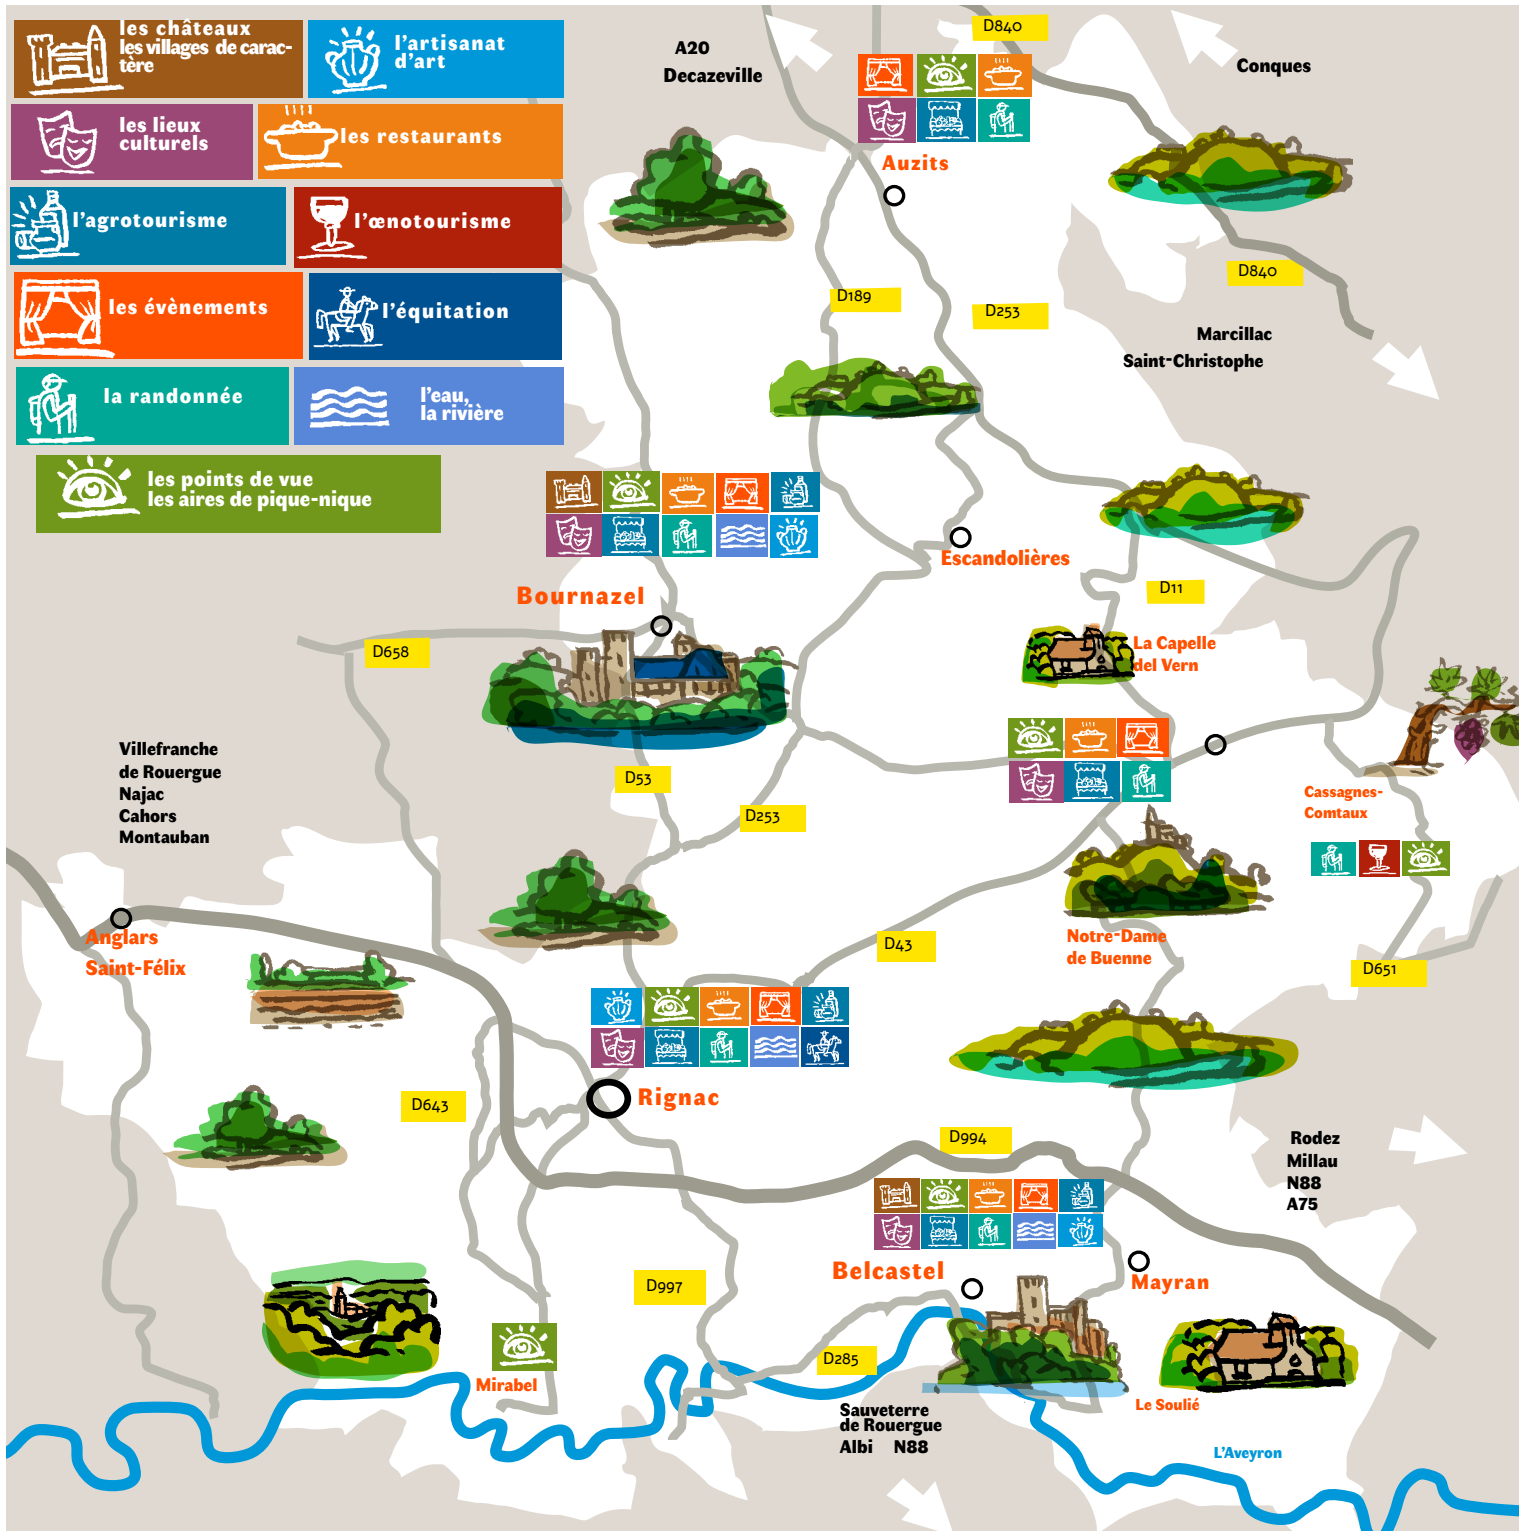 les châteaux
les villages de carac-
tère
l'artisanat
d'art
les lieux
culturels
les restaurants
l'agrotourisme
l'œnotourisme
les évènements
l'équitation
la randonnée
l'eau,
la rivière
les points de vue
les aires de pique-nique
A20
Decazeville
D840
Conques
Auzits
D840
D189
D253
Marcillac
Saint-Christophe
Escandolières
Bournazel
D11
D658
La Capelle
del Vern
Villefranche
de Rouergue
Najac
Cahors
Montauban
D53
D253
Cassagnes-
Comtaux
Anglars
Saint-Félix
D43
Notre-Dame
de Buenne
D651
Rignac
D643
D994
Rodez
Millau
N88
A75
Belcastel
Mayran
D997
D285
Mirabel
Le Soulié
Sauveterre
de Rouergue
Albi N88
L'Aveyron